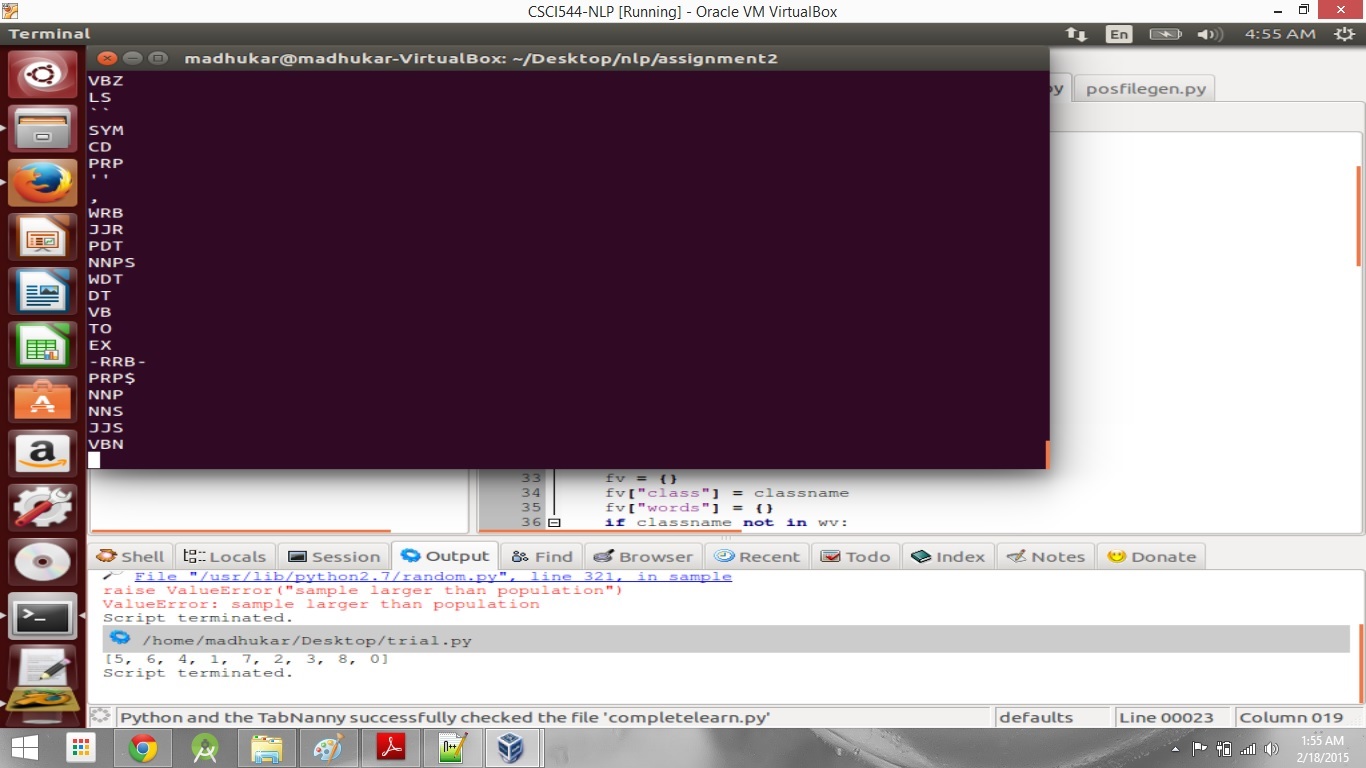 CSCI544-NLP [Running] - Oracle VM VirtualBox
Terminal
En
4:55 AM
madhukar@madhukar-VirtualBox: ~/Desktop/nlp/assignment2
py
posfilegen.py
VBZ
LS
``
SYM
CD
PRP
''
,
WRB
JJR
PDT
NNPS
WDT
DT
VB
TO
EX
-RRB-
PRP$
NNP
NNS
JJS
VBN
33 fv = {}
34 fv["class"] = classname
35 fv["words"] = {}
36 if classname not in wv:
Shell Locals Session Output Find Browser Recent Todo Index Notes Donate
File "/usr/lib/python2.7/random.py", line 321, in sample
raise ValueError("sample larger than population")
ValueError: sample larger than population
Script terminated.
/home/madhukar/Desktop/trial.py
[5, 6, 4, 1, 7, 2, 3, 8, 0]
Script terminated.
Python and the TabNanny successfully checked the file 'completelearn.py'
defaults
Line 00023
Column 019
1:55 AM
2/18/2015